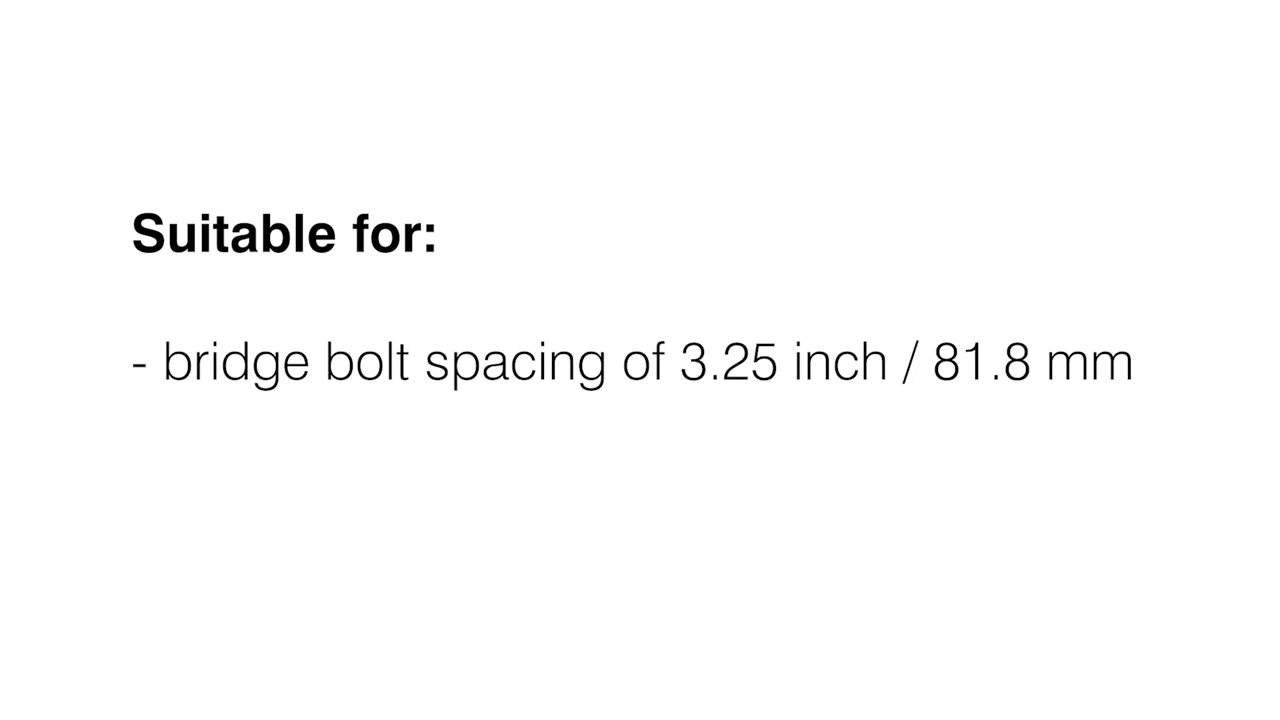 Suitable for:
- bridge bolt spacing of 3.25 inch / 81.8 mm